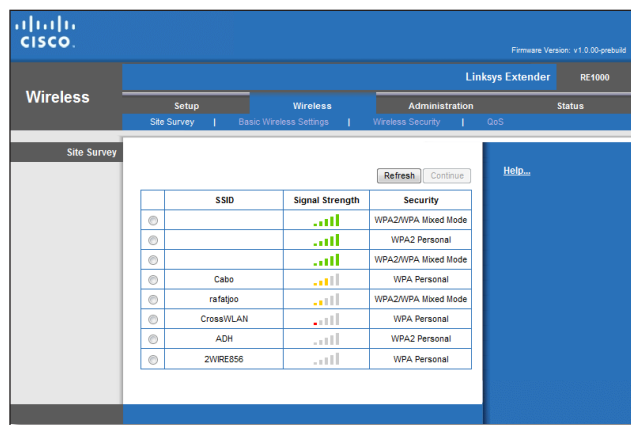 CISCO.
Firmware Version: v1.0.00-prebuild
Linksys Extender RE1000
Wireless
Setup Wireless Administration Status
Site Survey | Basic Wireless Settings | Wireless Security | QoS
Site Survey
Refresh Continue
Help...
SSID Signal Strength Security
WPA2/WPA Mixed Mode
WPA2 Personal
WPA2/WPA Mixed Mode
Cabo WPA Personal
rafatjoo WPA2/WPA Mixed Mode
CrossWLAN WPA Personal
ADH WPA2 Personal
2WIRE856 WPA Personal